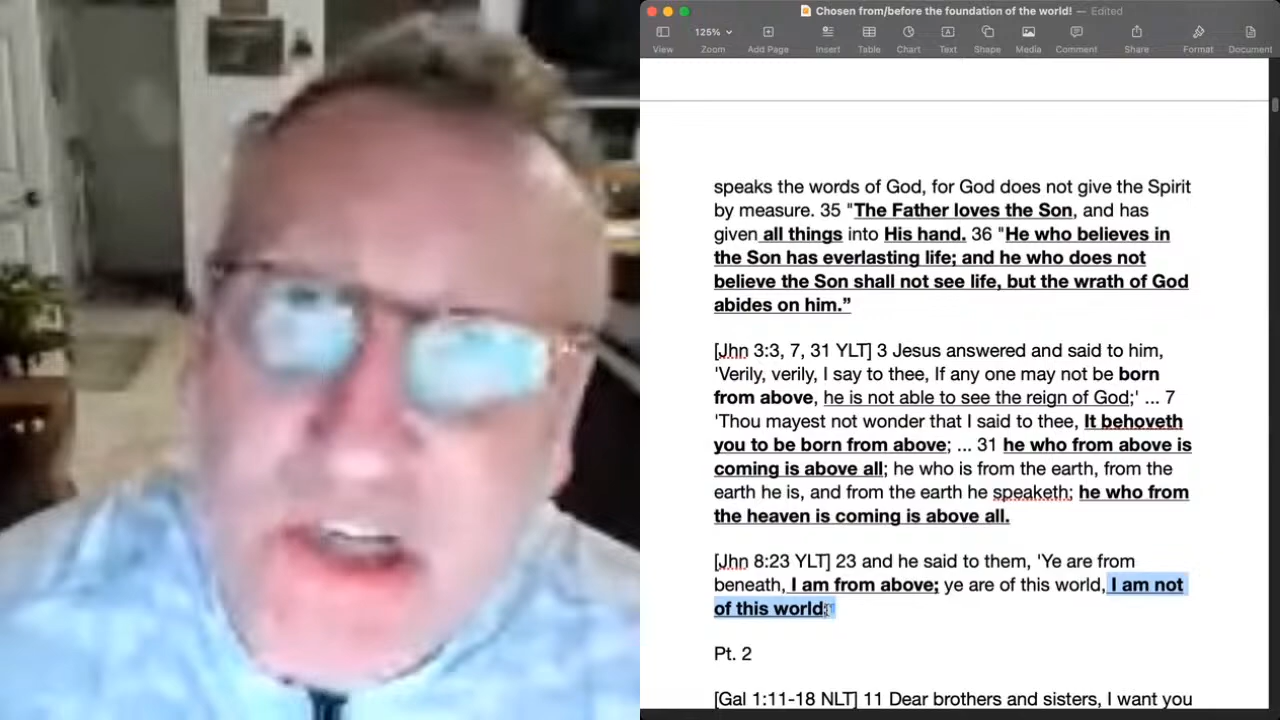 Chosen from/before the foundation of the world! — Edited
125%
View Zoom Add Page Insert Table Chart Text Shape Media Comment Share Format Document
speaks the words of God, for God does not give the Spirit
by measure. 35 "The Father loves the Son, and has
given all things into His hand. 36 "He who believes in
the Son has everlasting life; and he who does not
believe the Son shall not see life, but the wrath of God
abides on him.”
[Jhn 3:3, 7, 31 YLT] 3 Jesus answered and said to him,
'Verily, verily, I say to thee, If any one may not be born
from above, he is not able to see the reign of God;' ... 7
'Thou mayest not wonder that I said to thee, It behoveth
you to be born from above; ... 31 he who from above is
coming is above all; he who is from the earth, from the
earth he is, and from the earth he speaketh; he who from
the heaven is coming is above all.
[Jhn 8:23 YLT] 23 and he said to them, 'Ye are from
beneath, I am from above; ye are of this world, I am not
of this world;
Pt. 2
[Gal 1:11-18 NLT] 11 Dear brothers and sisters, I want you